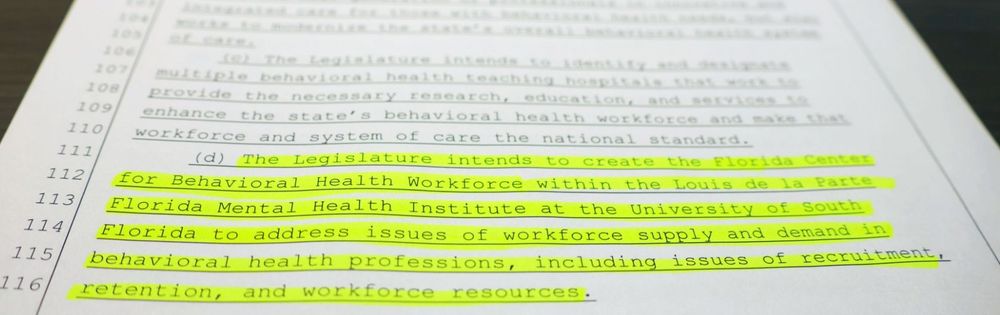 integrated care for those with behavioral health needs, but also
105 works to modernize the state's overall behavioral health system
106 of care.
107 (c) The Legislature intends to identify and designate
108 multiple behavioral health teaching hospitals that work to
109 provide the necessary research, education, and services to
110 enhance the state's behavioral health workforce and make that
111 workforce and system of care the national standard.
112 (d) The Legislature intends to create the Florida Center
113 for Behavioral Health Workforce within the Louis de la Parte
114 Florida Mental Health Institute at the University of South
115 Florida to address issues of workforce supply and demand in
116 behavioral health professions, including issues of recruitment,
retention, and workforce resources.